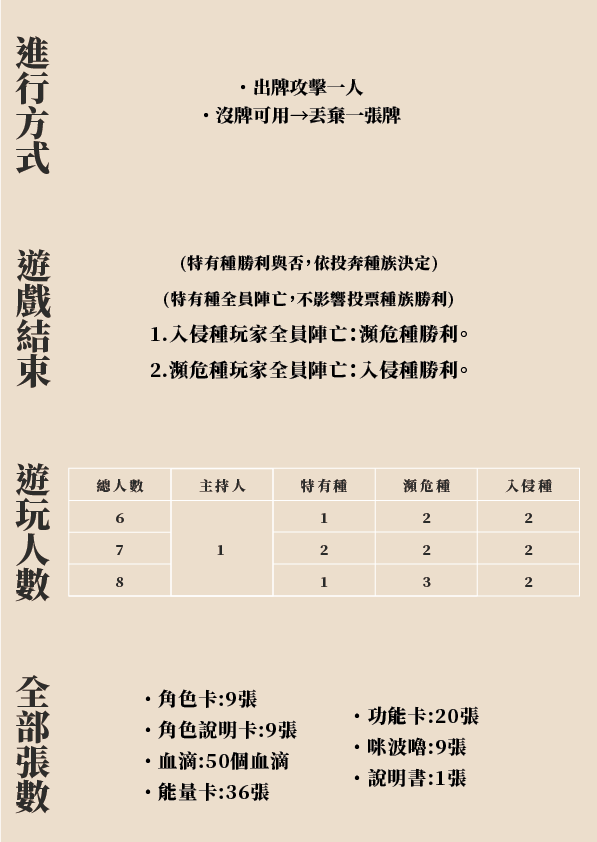 進行方式
・出牌攻擊一人
・沒牌可用→丟棄一張牌
遊戲結束
(特有種勝利與否,依投奔種族決定)
(特有種全員陣亡,不影響投票種族勝利)
1.入侵種玩家全員陣亡:瀕危種勝利。
2.瀕危種玩家全員陣亡:入侵種勝利。
遊玩人數
總人數 主持人 特有種 瀕危種 入侵種
6 1 2 2
7 1 2 2 2
8 1 3 2
全部張數
・角色卡:9張
・角色說明卡:9張
・血滴:50個血滴
・能量卡:36張
・功能卡:20張
・咪波嚕:9張
・說明書:1張